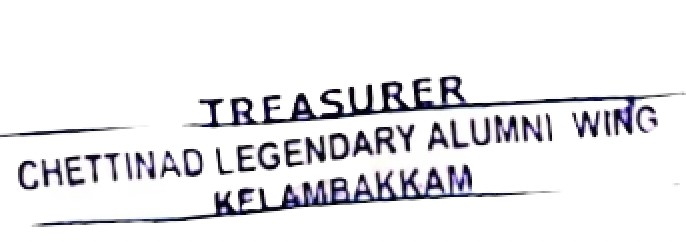 TREASURER
CHETTINAD LEGENDARY ALUMNI WING
KELAMBAKKAM